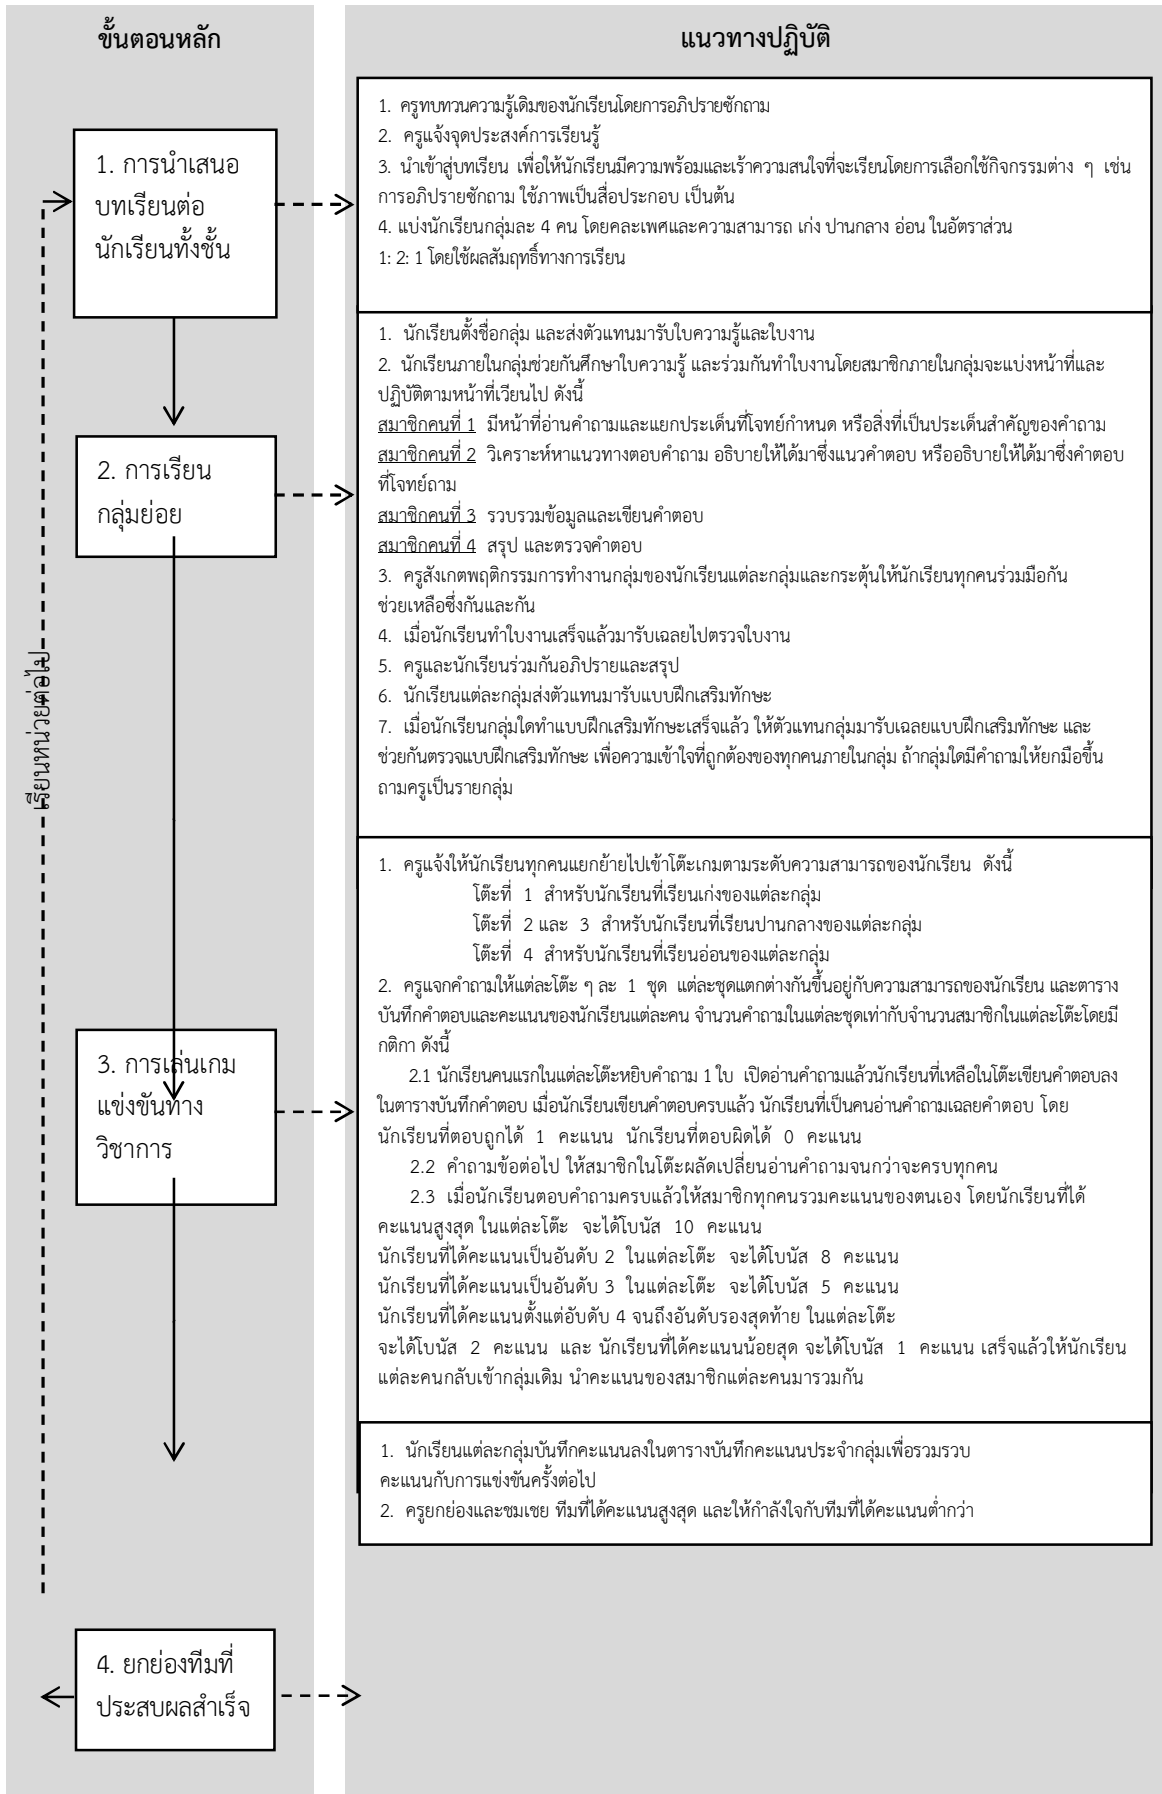 ขั้นตอนหลัก
แนวทางปฏิบัติ
1. การนำเสนอ
บทเรียนต่อ
นักเรียนทั้งชั้น
1. ครูทบทวนความรู้เดิมของนักเรียนโดยการอภิปรายซักถาม
2. ครูแจ้งจุดประสงค์การเรียนรู้
3. นำเข้าสู่บทเรียน เพื่อให้นักเรียนมีความพร้อมและเร้าความสนใจที่จะเรียนโดยการเลือกใช้กิจกรรมต่าง ๆ เช่น
การอภิปรายซักถาม ใช้ภาพเป็นสื่อประกอบ เป็นต้น
4. แบ่งนักเรียนกลุ่มละ 4 คน โดยคละเพศและความสามารถ เก่ง ปานกลาง อ่อน ในอัตราส่วน
1: 2: 1 โดยใช้ผลสัมฤทธิ์ทางการเรียน
2. การเรียน
กลุ่มย่อย
1. นักเรียนตั้งชื่อกลุ่ม และส่งตัวแทนมารับใบความรู้และใบงาน
2. นักเรียนภายในกลุ่มช่วยกันศึกษาใบความรู้ และร่วมกันทำใบงานโดยสมาชิกภายในกลุ่มจะแบ่งหน้าที่และ
ปฏิบัติตามหน้าที่เวียนไป ดังนี้
สมาชิกคนที่ 1 มีหน้าที่อ่านคำถามและแยกประเด็นที่โจทย์กำหนด หรือสิ่งที่เป็นประเด็นสำคัญของคำถาม
สมาชิกคนที่ 2 วิเคราะห์หาแนวทางตอบคำถาม อธิบายให้ได้มาซึ่งแนวคำตอบ หรืออธิบายให้ได้มาซึ่งคำตอบ
ที่โจทย์ถาม
สมาชิกคนที่ 3 รวบรวมข้อมูลและเขียนคำตอบ
สมาชิกคนที่ 4 สรุป และตรวจคำตอบ
3. ครูสังเกตพฤติกรรมการทำงานกลุ่มของนักเรียนแต่ละกลุ่มและกระตุ้นให้นักเรียนทุกคนร่วมมือกัน
ช่วยเหลือซึ่งกันและกัน
4. เมื่อนักเรียนทำใบงานเสร็จแล้วมารับเฉลยไปตรวจใบงาน
5. ครูและนักเรียนร่วมกันอภิปรายและสรุป
6. นักเรียนแต่ละกลุ่มส่งตัวแทนมารับแบบฝึกเสริมทักษะ
7. เมื่อนักเรียนกลุ่มใดทำแบบฝึกเสริมทักษะเสร็จแล้ว ให้ตัวแทนกลุ่มมารับเฉลยแบบฝึกเสริมทักษะ และ
ช่วยกันตรวจแบบฝึกเสริมทักษะ เพื่อความเข้าใจที่ถูกต้องของทุกคนภายในกลุ่ม ถ้ากลุ่มใดมีคำถามให้ยกมือขึ้น
ถามครูเป็นรายกลุ่ม
เรียนหน่วยต่อไป
3. การเล่นเกม
แข่งขันทาง
วิชาการ
1. ครูแจ้งให้นักเรียนทุกคนแยกย้ายไปเข้าโต๊ะเกมตามระดับความสามารถของนักเรียน ดังนี้
โต๊ะที่ 1 สำหรับนักเรียนที่เรียนเก่งของแต่ละกลุ่ม
โต๊ะที่ 2 และ 3 สำหรับนักเรียนที่เรียนปานกลางของแต่ละกลุ่ม
โต๊ะที่ 4 สำหรับนักเรียนที่เรียนอ่อนของแต่ละกลุ่ม
2. ครูแจกคำถามให้แต่ละโต๊ะ ๆ ละ 1 ชุด แต่ละชุดแตกต่างกันขึ้นอยู่กับความสามารถของนักเรียน และตาราง
บันทึกคำตอบและคะแนนของนักเรียนแต่ละคน จำนวนคำถามในแต่ละชุดเท่ากับจำนวนสมาชิกในแต่ละโต๊ะโดยมี
กติกา ดังนี้
2.1 นักเรียนคนแรกในแต่ละโต๊ะหยิบคำถาม 1 ใบ เปิดอ่านคำถามแล้วนักเรียนที่เหลือในโต๊ะเขียนคำตอบลง
ในตารางบันทึกคำตอบ เมื่อนักเรียนเขียนคำตอบครบแล้ว นักเรียนที่เป็นคนอ่านคำถามเฉลยคำตอบ โดย
นักเรียนที่ตอบถูกได้ 1 คะแนน นักเรียนที่ตอบผิดได้ 0 คะแนน
2.2 คำถามข้อต่อไป ให้สมาชิกในโต๊ะผลัดเปลี่ยนอ่านคำถามจนกว่าจะครบทุกคน
2.3 เมื่อนักเรียนตอบคำถามครบแล้วให้สมาชิกทุกคนรวมคะแนนของตนเอง โดยนักเรียนที่ได้
คะแนนสูงสุด ในแต่ละโต๊ะ จะได้โบนัส 10 คะแนน
นักเรียนที่ได้คะแนนเป็นอันดับ 2 ในแต่ละโต๊ะ จะได้โบนัส 8 คะแนน
นักเรียนที่ได้คะแนนเป็นอันดับ 3 ในแต่ละโต๊ะ จะได้โบนัส 5 คะแนน
นักเรียนที่ได้คะแนนตั้งแต่อับดับ 4 จนถึงอันดับรองสุดท้าย ในแต่ละโต๊ะ
จะได้โบนัส 2 คะแนน และ นักเรียนที่ได้คะแนนน้อยสุด จะได้โบนัส 1 คะแนน เสร็จแล้วให้นักเรียน
แต่ละคนกลับเข้ากลุ่มเดิม นำคะแนนของสมาชิกแต่ละคนมารวมกัน
1. นักเรียนแต่ละกลุ่มบันทึกคะแนนลงในตารางบันทึกคะแนนประจำกลุ่มเพื่อรวมรวบ
คะแนนกับการแข่งขันครั้งต่อไป
2. ครูยกย่องและชมเชย ทีมที่ได้คะแนนสูงสุด และให้กำลังใจกับทีมที่ได้คะแนนต่ำกว่า
4. ยกย่องทีมที่
ประสบผลสำเร็จ